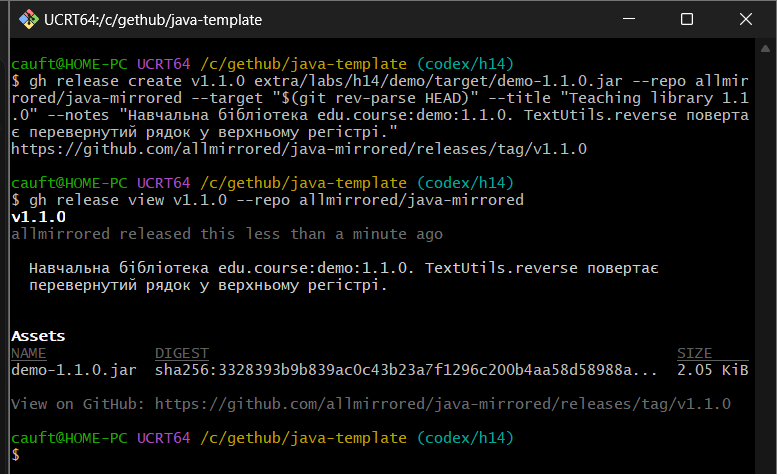 UCRT64:/c/gethub/java-template
cauft@HOME-PC UCRT64 /c/gethub/java-template (codex/h14)
$ gh release create v1.1.0 extra/labs/h14/demo/target/demo-1.1.0.jar --repo allmir
rored/java-mirrored --target "$(git rev-parse HEAD)" --title "Teaching library 1.1
.0" --notes "Навчальна бібліотека edu.course:demo:1.1.0. TextUtils.reverse поверта
є перевернутий рядок у верхньому регістрі."
https://github.com/allmirrored/java-mirrored/releases/tag/v1.1.0
cauft@HOME-PC UCRT64 /c/gethub/java-template (codex/h14)
$ gh release view v1.1.0 --repo allmirrored/java-mirrored
v1.1.0
allmirrored released this less than a minute ago
Навчальна бібліотека edu.course:demo:1.1.0. TextUtils.reverse повертає
перевернутий рядок у верхньому регістрі.
Assets
NAME DIGEST SIZE
demo-1.1.0.jar sha256:3328393b9b839ac0c43b23a7f1296c200b4aa58d58988a... 2.05 KiB
View on GitHub: https://github.com/allmirrored/java-mirrored/releases/tag/v1.1.0
cauft@HOME-PC UCRT64 /c/gethub/java-template (codex/h14)
$